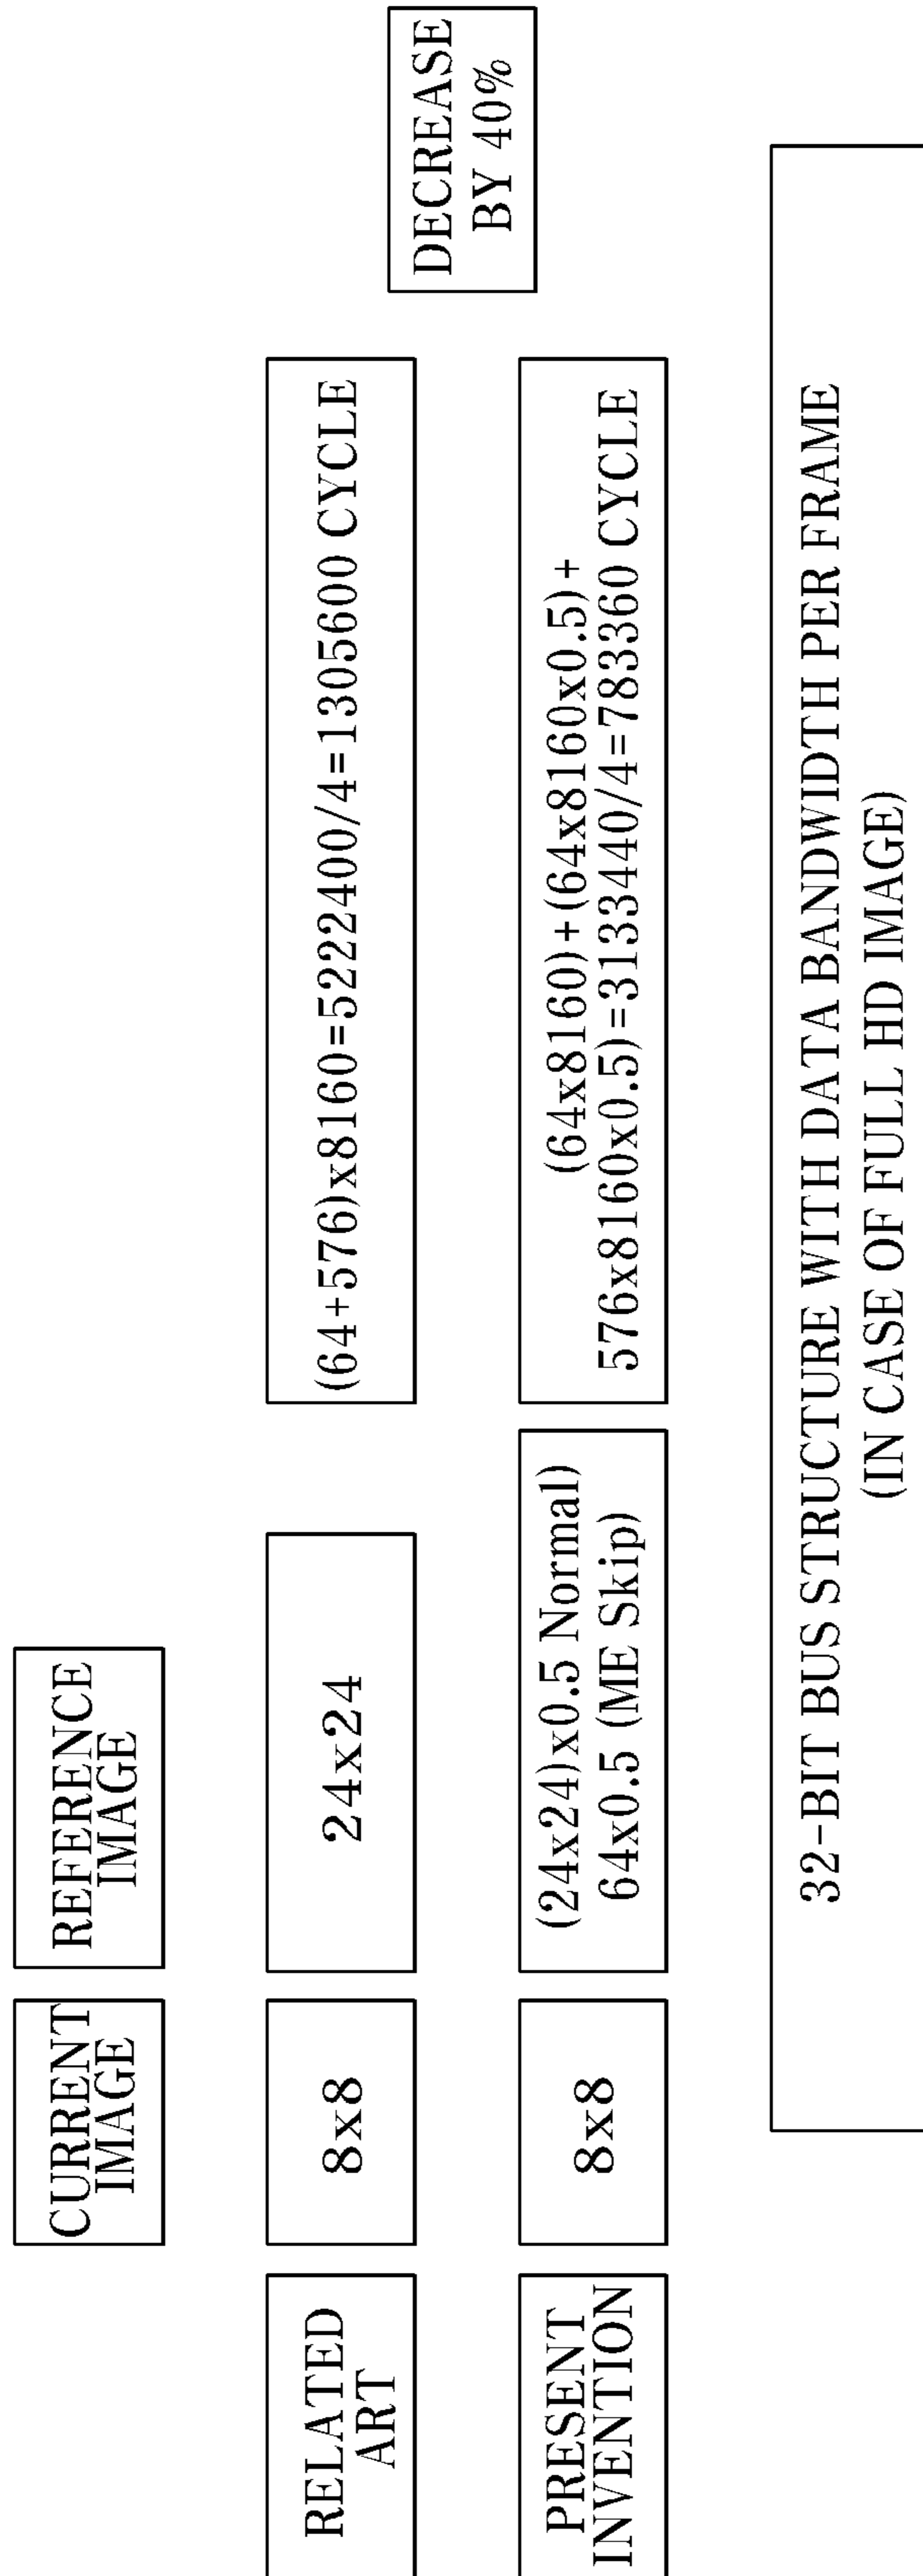 CURRENT
IMAGE
REFERENCE
IMAGE
RELATED
ART
8x8
24x24
(64+576)x8160=5222400/4=1305600 CYCLE
DECREASE
BY 40%
PRESENT
INVENTION
8x8
(24x24)x0.5 Normal)
64x0.5 (ME Skip)
(64x8160)+(64x8160x0.5)+
576x8160x0.5)=3133440/4=783360 CYCLE
32-BIT BUS STRUCTURE WITH DATA BANDWIDTH PER FRAME
(IN CASE OF FULL HD IMAGE)